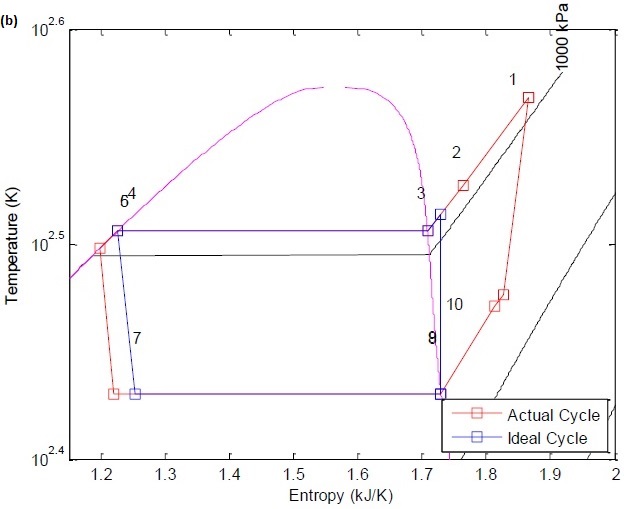 (b)
10^2.6
1000 kPa
1
2
6 4
3
10^2.5
Temperature (K)
10
7
8 9
10^2.4
Actual Cycle
Ideal Cycle
1.2 1.3 1.4 1.5 1.6 1.7 1.8 1.9 2
Entropy (kJ/K)